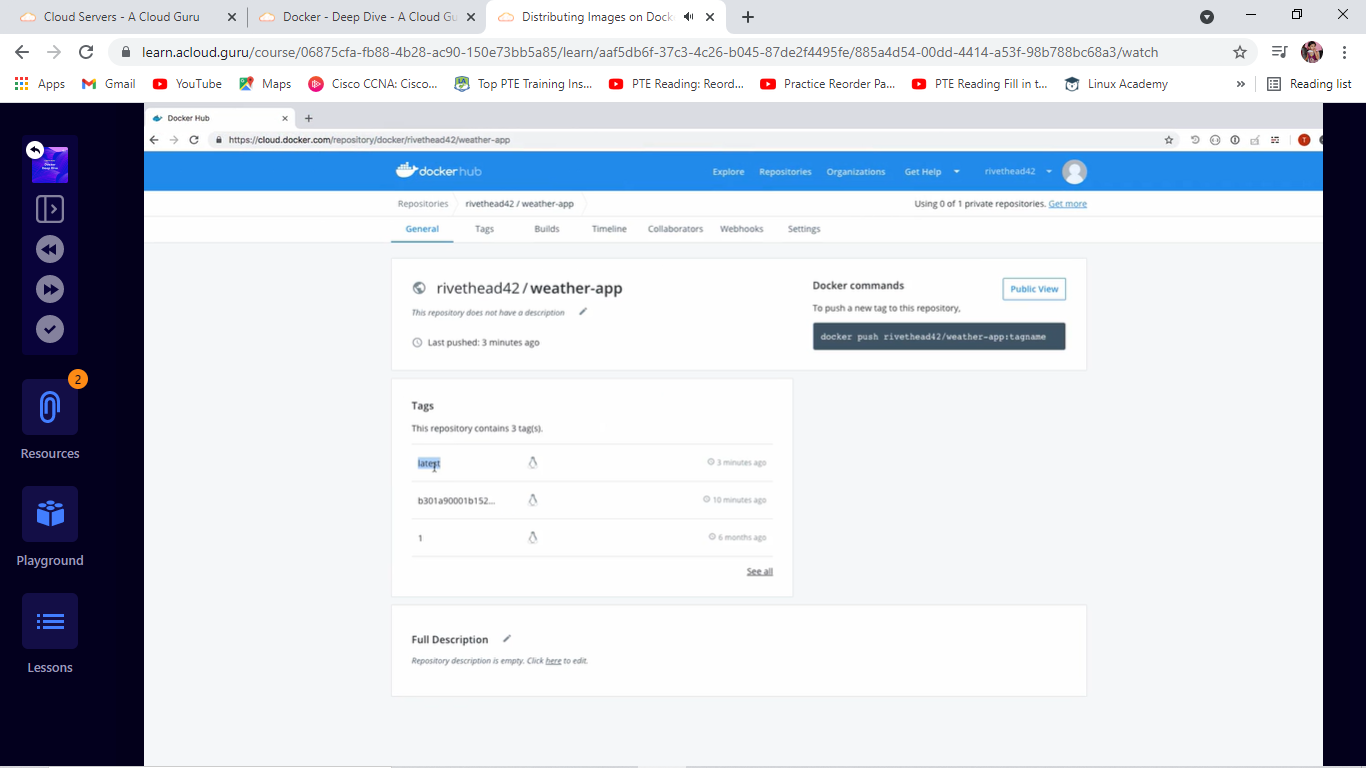 Cloud Servers - A Cloud Guru
Docker - Deep Dive - A Cloud Gu
Distributing Images on Dock
learn.acloud.guru/course/06875cfa-fb88-4b28-ac90-150e73bb5a85/learn/aaf5db6f-37c3-4c26-b045-87de2f4495fe/885a4d54-00dd-4414-a53f-98b788bc68a3/watch
Apps Gmail YouTube Maps Cisco CCNA: Cisco... Top PTE Training Ins... PTE Reading: Reord... Practice Reorder Pa... PTE Reading Fill in t... Linux Academy » Reading list
Docker Hub
https://cloud.docker.com/repository/docker/rivethead42/weather-app
dockerhub Explore Repositories Organizations Get Help rivethead42
Repositories rivethead42 / weather-app Using 0 of 1 private repositories. Get more
General Tags Builds Timeline Collaborators Webhooks Settings
rivethead42 / weather-app
This repository does not have a description
Last pushed: 3 minutes ago
Docker commands
Public View
To push a new tag to this repository,
docker push rivethead42/weather-app:tagname
Tags
This repository contains 3 tag(s).
latest 3 minutes ago
b301a90001b152... 10 minutes ago
1 6 months ago
See all
Full Description
Repository description is empty. Click here to edit.
2
Resources
Playground
Lessons